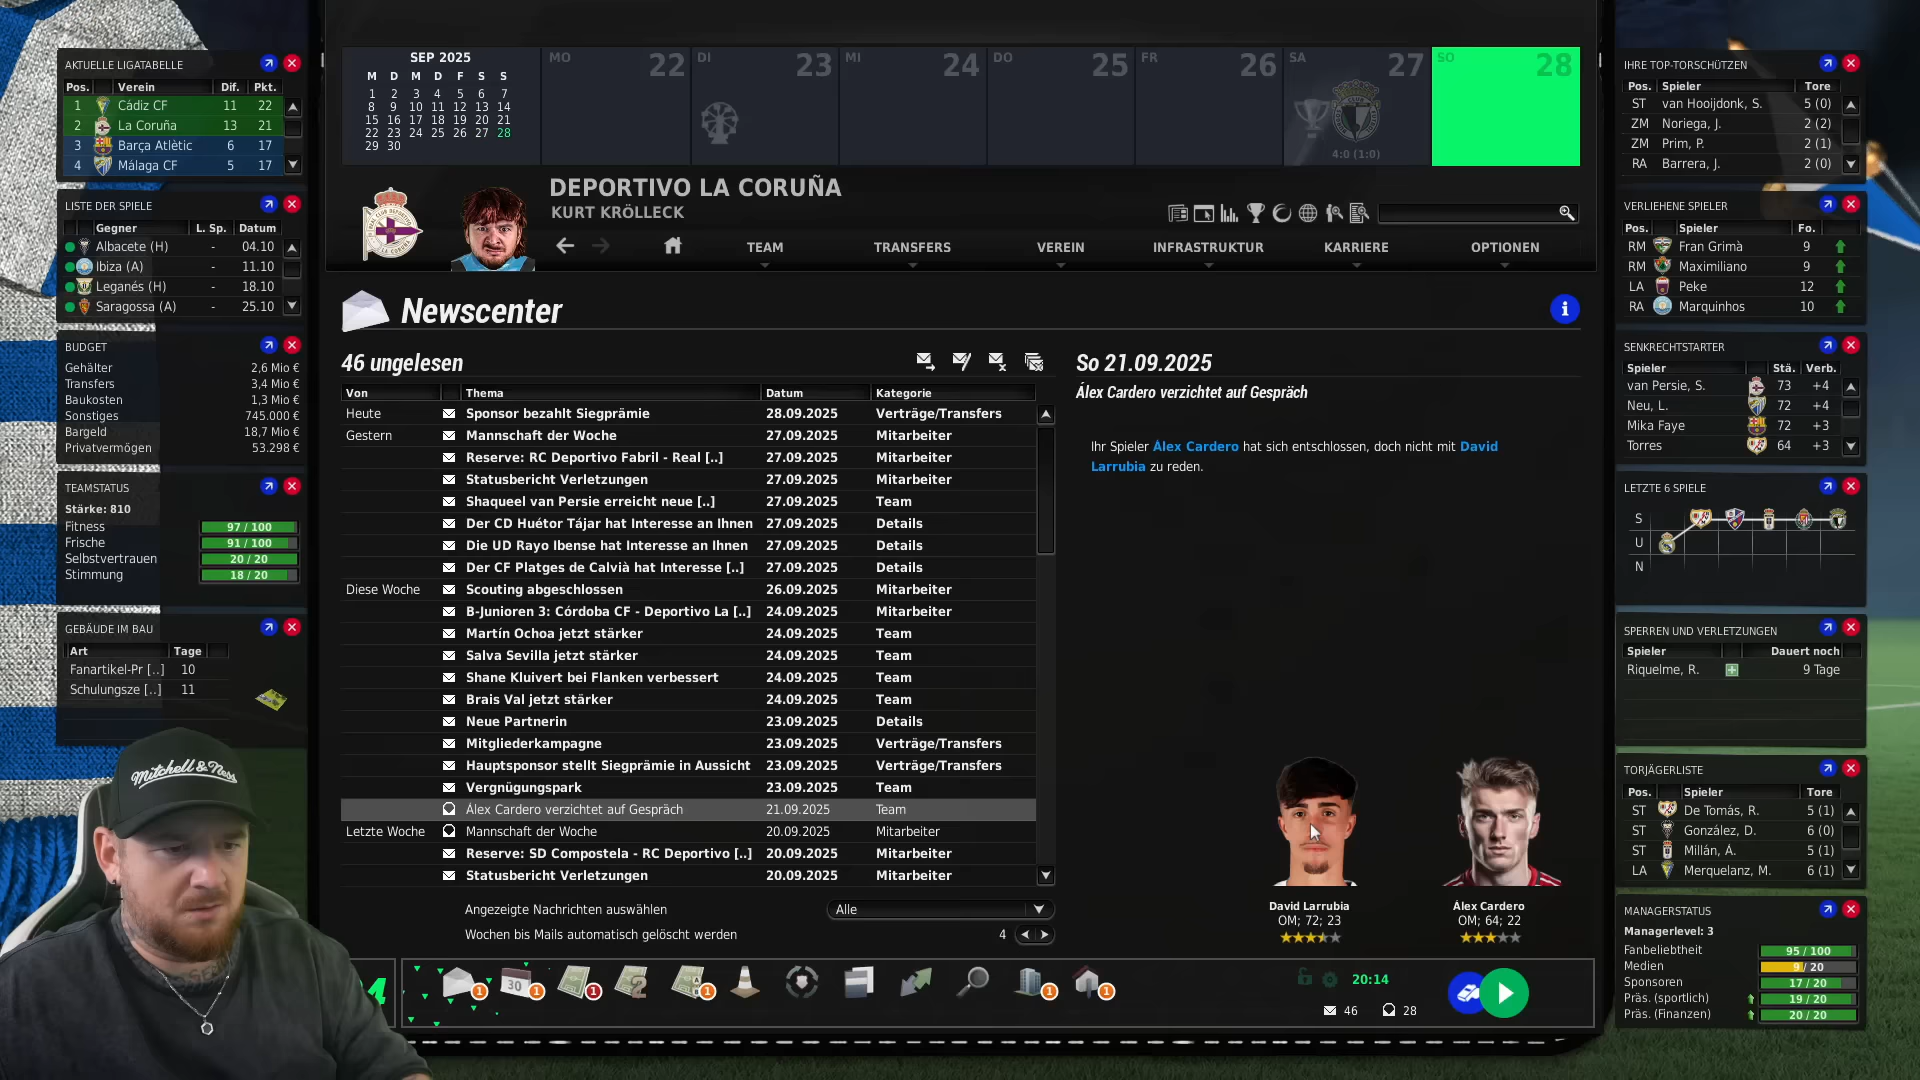 AKTUELLE LIGATABELLE
Pos. Verein Dif. Pkt.
1 Cádiz CF 11 22
2 La Coruña 13 21
3 Barça Atlètic 6 17
4 Málaga CF 5 17
LISTE DER SPIELE
Gegner L. Sp. Datum
Albacete (H) - 04.10
Ibiza (A) - 11.10
Leganés (H) - 18.10
Saragossa (A) - 25.10
BUDGET
Gehälter 2,6 Mio €
Transfers 3,4 Mio €
Baukosten 1,3 Mio €
Sonstiges 745.000 €
Bargeld 18,7 Mio €
Privatvermögen 53.298 €
TEAMSTATUS
Stärke: 810
Fitness 97 / 100
Frische 91 / 100
Selbstvertrauen 20 / 20
Stimmung 18 / 20
GEBÄUDE IM BAU
Art Tage
Fanartikel-Pr [..] 10
Schulungsze [..] 11
Mitchell & Ness
SEP 2025
M D M D F S S
1 2 3 4 5 6 7
8 9 10 11 12 13 14
15 16 17 18 19 20 21
22 23 24 25 26 27 28
29 30
MO 22
DI 23
MI 24
DO 25
FR 26
SA 27
4:0 (1:0)
SO 28
DEPORTIVO LA CORUÑA
KURT KRÖLLECK
TEAM TRANSFERS VEREIN INFRASTRUKTUR KARRIERE OPTIONEN
Newscenter
46 ungelesen
Von Thema Datum Kategorie
Heute Sponsor bezahlt Siegprämie 28.09.2025 Verträge/Transfers
Gestern Mannschaft der Woche 27.09.2025 Mitarbeiter
Reserve: RC Deportivo Fabril - Real [..] 27.09.2025 Mitarbeiter
Statusbericht Verletzungen 27.09.2025 Mitarbeiter
Shaqueel van Persie erreicht neue [..] 27.09.2025 Team
Der CD Huétor Tájar hat Interesse an Ihnen 27.09.2025 Details
Die UD Rayo Ibense hat Interesse an Ihnen 27.09.2025 Details
Der CF Platges de Calvià hat Interesse [..] 27.09.2025 Details
Diese Woche Scouting abgeschlossen 26.09.2025 Mitarbeiter
B-Junioren 3: Córdoba CF - Deportivo La [..] 24.09.2025 Mitarbeiter
Martín Ochoa jetzt stärker 24.09.2025 Team
Salva Sevilla jetzt stärker 24.09.2025 Team
Shane Kluivert bei Flanken verbessert 24.09.2025 Team
Brais Val jetzt stärker 24.09.2025 Team
Neue Partnerin 23.09.2025 Details
Mitgliederkampagne 23.09.2025 Verträge/Transfers
Hauptsponsor stellt Siegprämie in Aussicht 23.09.2025 Verträge/Transfers
Vergnügungspark 23.09.2025 Team
Álex Cardero verzichtet auf Gespräch 21.09.2025 Team
Letzte Woche Mannschaft der Woche 20.09.2025 Mitarbeiter
Reserve: SD Compostela - RC Deportivo [..] 20.09.2025 Mitarbeiter
Statusbericht Verletzungen 20.09.2025 Mitarbeiter
Angezeigte Nachrichten auswählen Alle
Wochen bis Mails automatisch gelöscht werden 4
So 21.09.2025
Álex Cardero verzichtet auf Gespräch
Ihr Spieler Álex Cardero hat sich entschlossen, doch nicht mit David
Larrubia zu reden.
David Larrubia
OM; 72; 23
Álex Cardero
OM; 64; 22
1 30 1 1 2 1 1 1
20:14
46 28
IHRE TOP-TORSCHÜTZEN
Pos. Spieler Tore
ST van Hooijdonk, S. 5 (0)
ZM Noriega, J. 2 (2)
ZM Prim, P. 2 (1)
RA Barrera, J. 2 (0)
VERLIEHENE SPIELER
Pos. Spieler Fo.
RM Fran Grimà 9
RM Maximiliano 9
LA Peke 12
RA Marquinhos 10
SENKRECHTSTARTER
Spieler Stä. Verb.
van Persie, S. 73 +4
Neu, L. 72 +4
Mika Faye 72 +3
Torres 64 +3
LETZTE 6 SPIELE
S
U
N
SPERREN UND VERLETZUNGEN
Spieler Dauert noch
Riquelme, R. 9 Tage
TORJÄGERLISTE
Pos. Spieler Tore
ST De Tomás, R. 5 (1)
ST González, D. 6 (0)
ST Millán, Á. 5 (1)
LA Merquelanz, M. 6 (1)
MANAGERSTATUS
Managerlevel: 3
Fanbeliebtheit 95 / 100
Medien 9 / 20
Sponsoren 17 / 20
Präs. (sportlich) 19 / 20
Präs. (Finanzen) 20 / 20